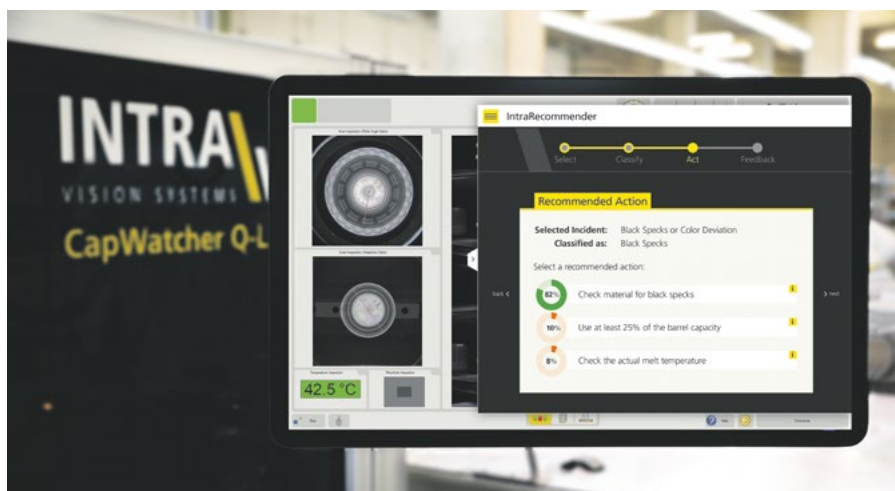 INTRA
VISION SYSTEMS
CapWatcher Q-L
IntraRecommender
Select
Classify
Act
Feedback
Recommended Action
Selected Incident: Black Specks or Color Deviation
Classified as: Black Specks
Select a recommended action:
82% Check material for black specks
10% Use at least 25% of the barrel capacity
8% Check the actual melt temperature
back
next
42.5 °C